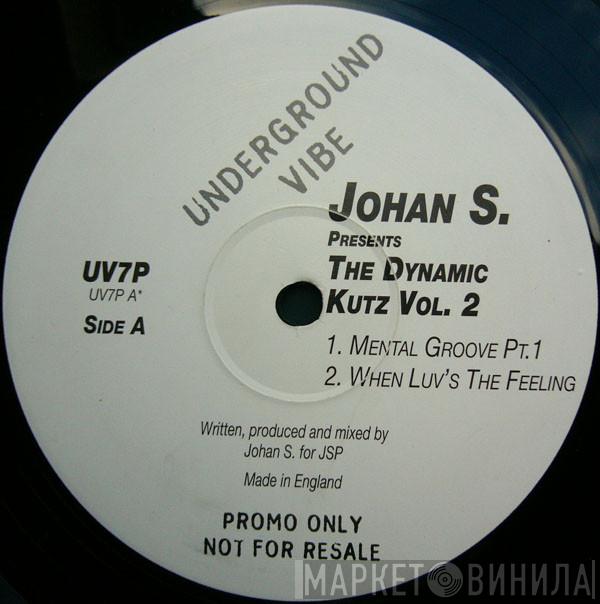 UNDERGROUND
VIBE
JOHAN S.
PRESENTS
THE DYNAMIC
KUTZ VOL. 2
1. MENTAL GROOVE PT.1
2. WHEN LUV'S THE FEELING
UV7P
UV7P A*
SIDE A
Written, produced and mixed by
Johan S. for JSP
Made in England
PROMO ONLY
NOT FOR RESALE
МАРКЕТ ВИНИЛА